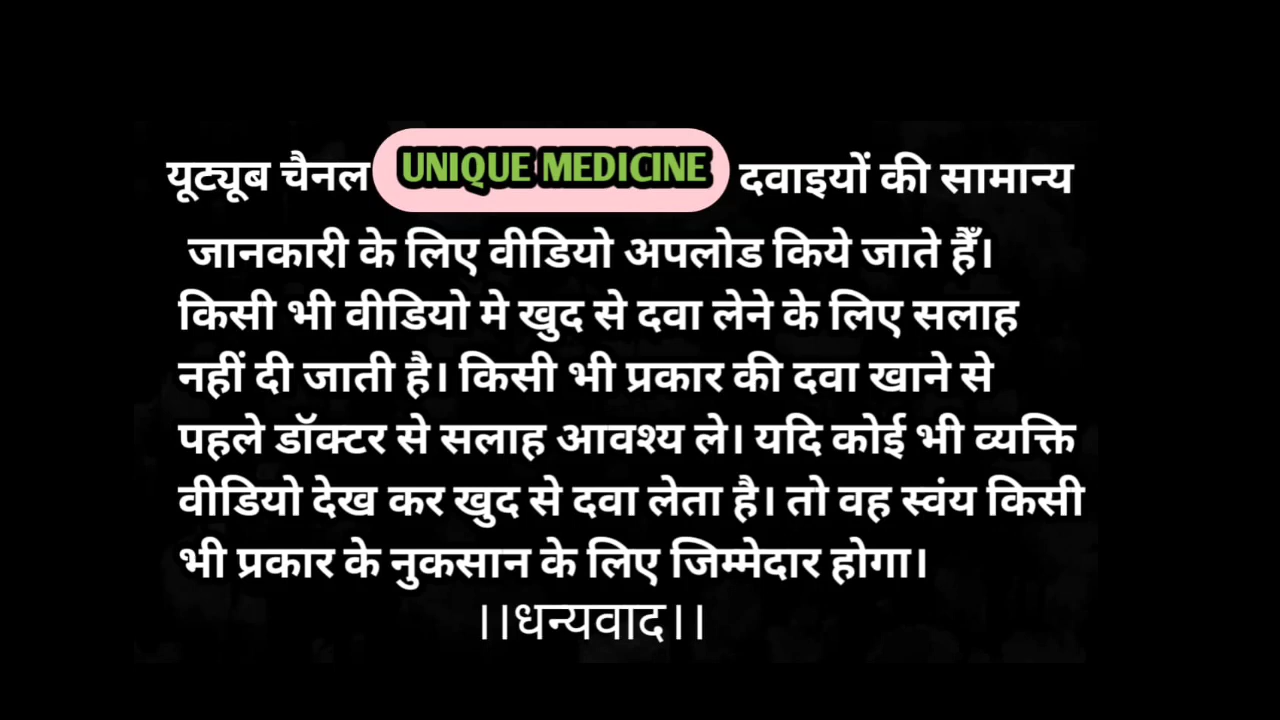 यूट्यूब चैनल UNIQUE MEDICINE दवाइयों की सामान्य
जानकारी के लिए वीडियो अपलोड किये जाते हैँ।
किसी भी वीडियो मे खुद से दवा लेने के लिए सलाह
नहीं दी जाती है। किसी भी प्रकार की दवा खाने से
पहले डॉक्टर से सलाह आवश्य ले। यदि कोई भी व्यक्ति
वीडियो देख कर खुद से दवा लेता है। तो वह स्वंय किसी
भी प्रकार के नुकसान के लिए जिम्मेदार होगा।
।।धन्यवाद।।